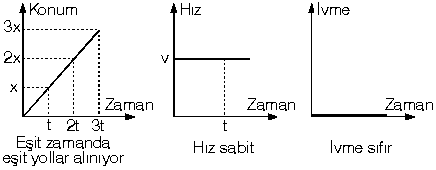 Konum
3x
2x
x
Zaman
t 2t 3t
Eşit zamanda
eşit yollar alınıyor
Hız
v
Zaman
t
Hız sabit
İvme
Zaman
İvme sıfır